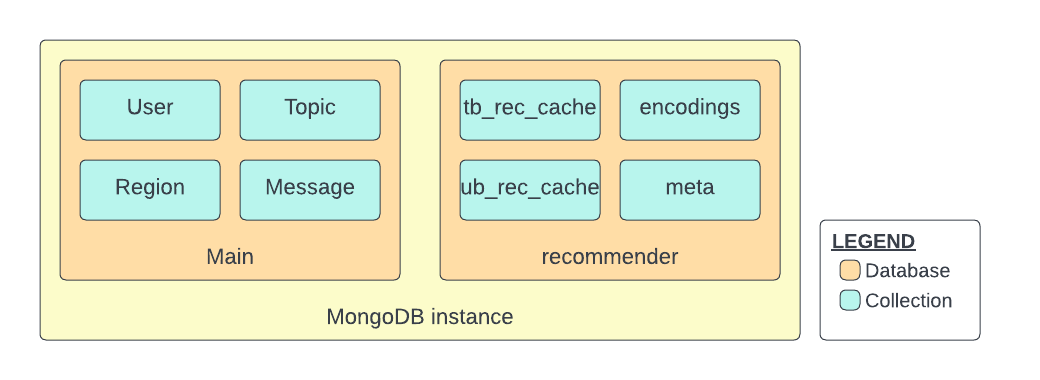 User
Topic
Region
Message
Main
tb_rec_cache
encodings
ub_rec_cache
meta
recommender
MongoDB instance
LEGEND
Database
Collection